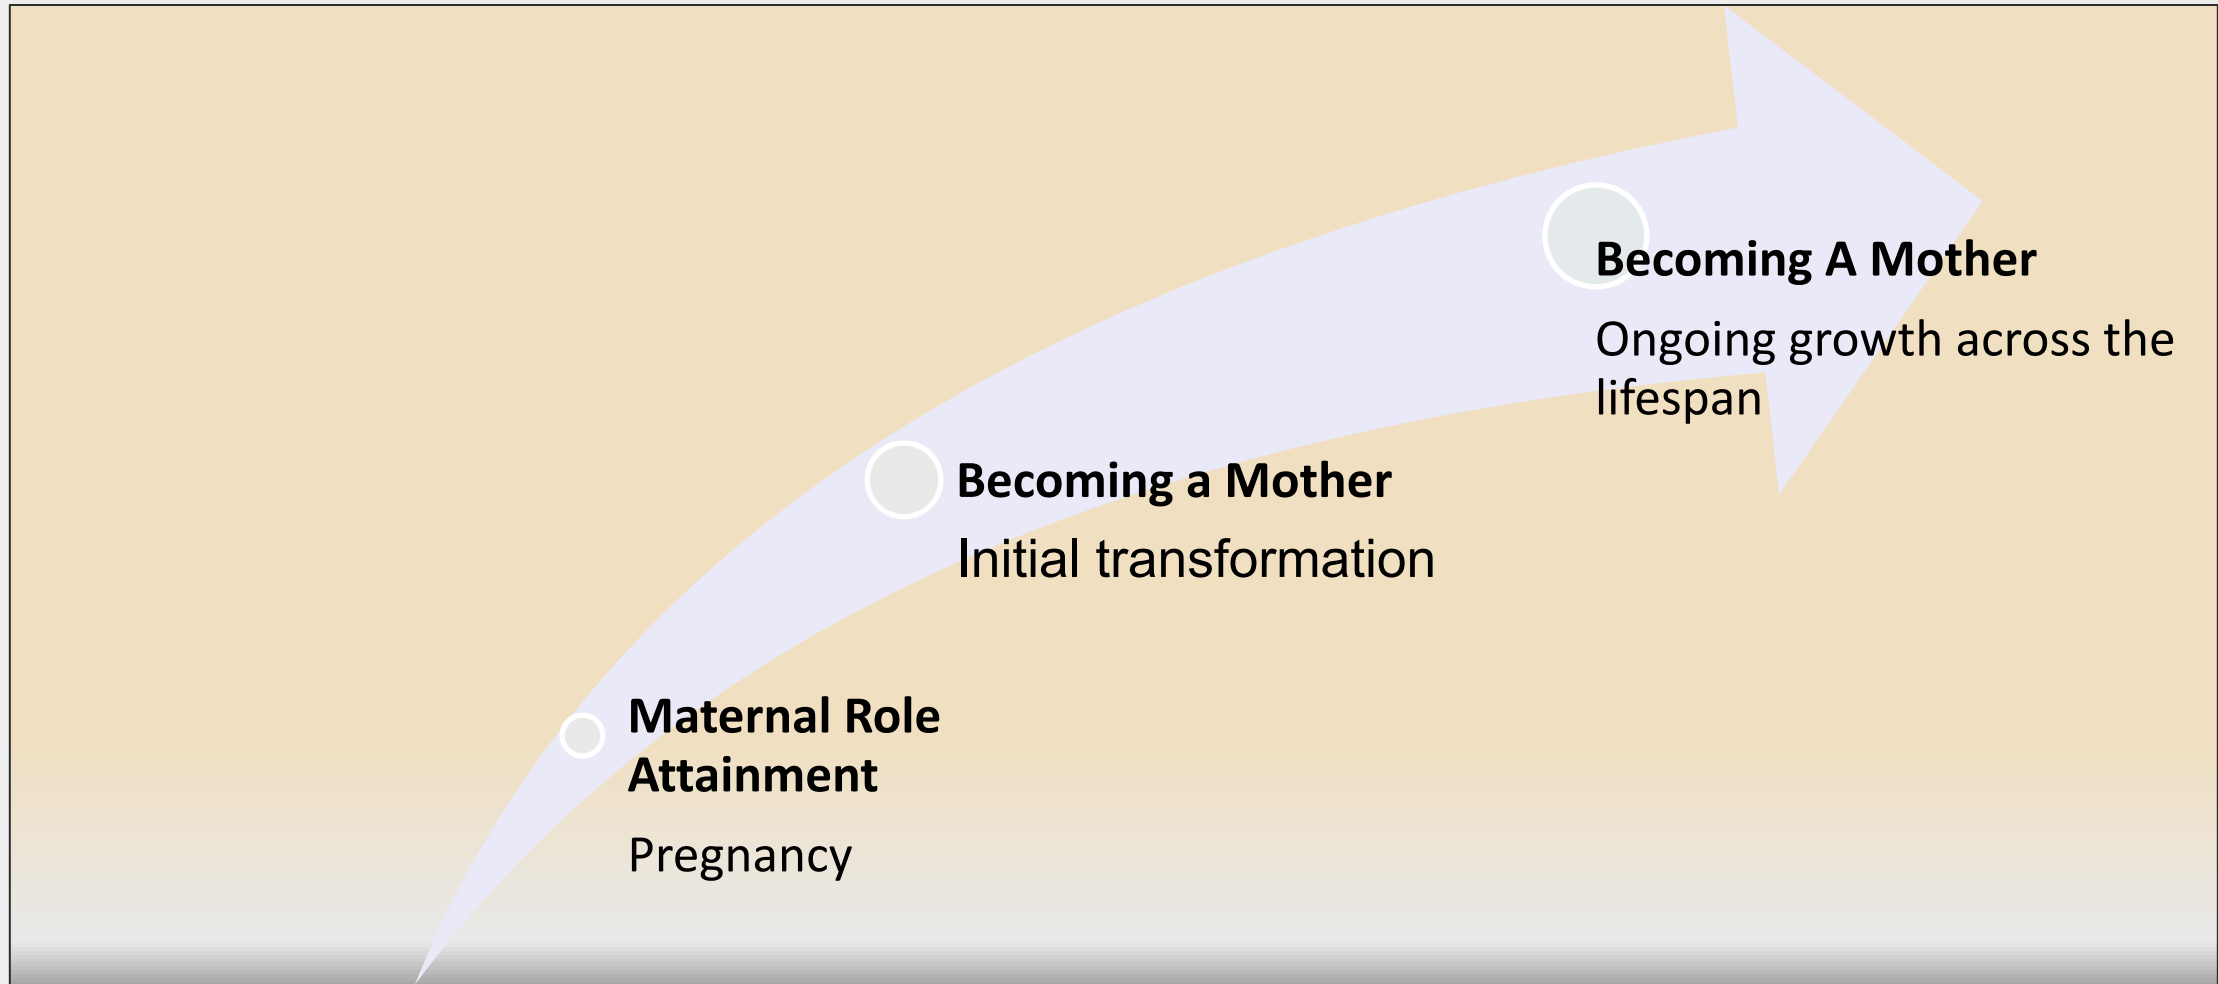 Becoming A Mother
Ongoing growth across the
lifespan
Becoming a Mother
Initial transformation
Maternal Role
Attainment
Pregnancy